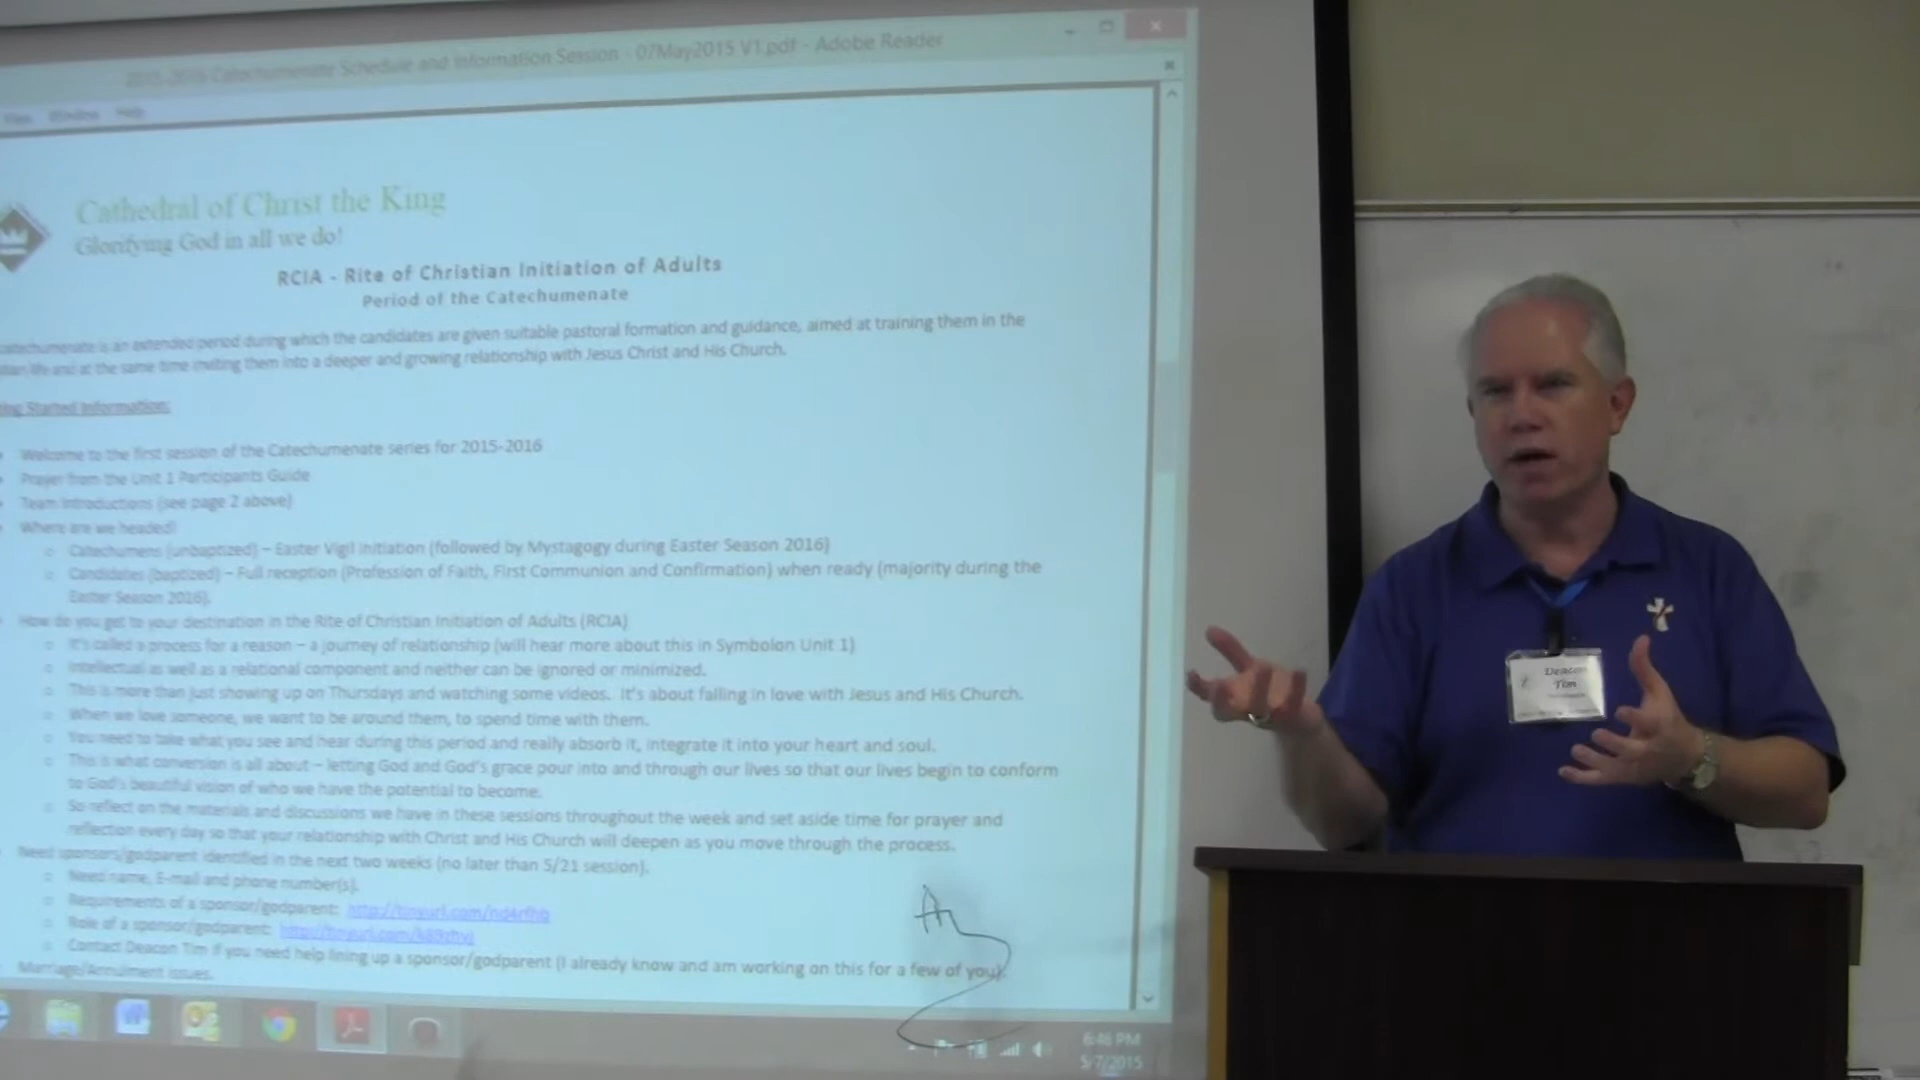 2015-2016 Catechumenate Schedule and Information Session - 07May2015 V1.pdf - Adobe Reader
View Window Help
Cathedral of Christ the King
Glorifying God in all we do!
RCIA - Rite of Christian Initiation of Adults
Period of the Catechumenate
catechumenate is an extended period during which the candidates are given suitable pastoral formation and guidance, aimed at training them in the
life and at the same time inviting them into a deeper and growing relationship with Jesus Christ and His Church.
Started Information:
Welcome to the first session of the Catechumenate series for 2015-2016
Prayer from the Unit 1 Participants Guide
Team Introductions (see page 2 above)
Where are we headed?
Catechumens (unbaptized) – Easter Vigil Initiation (followed by Mystagogy during Easter Season 2016)
Candidates (baptized) – Full reception (Profession of Faith, First Communion and Confirmation) when ready (majority during the
Easter Season 2016).
How do you get to your destination in the Rite of Christian Initiation of Adults (RCIA)
It's called a process for a reason – a journey of relationship (will hear more about this in Symbolon Unit 1)
Intellectual as well as a relational component and neither can be ignored or minimized.
This is more than just showing up on Thursdays and watching some videos. It's about falling in love with Jesus and His Church.
When we love someone, we want to be around them, to spend time with them.
You need to take what you see and hear during this period and really absorb it, integrate it into your heart and soul.
This is what conversion is all about – letting God and God's grace pour into and through our lives so that our lives begin to conform
to God's beautiful vision of who we have the potential to become.
So reflect on the materials and discussions we have in these sessions throughout the week and set aside time for prayer and
reflection every day so that your relationship with Christ and His Church will deepen as you move through the process.
Need sponsors/godparent identified in the next two weeks (no later than 5/21 session).
Need name, E-mail and phone number(s).
Requirements of a sponsor/godparent: http://tinyurl.com/nd4rfhq
Role of a sponsor/godparent:
Contact Deacon Tim if you need help lining up a sponsor/godparent (I already know and am working on this for a few of you).
Marriage/Annulment issues.
6:46 PM
5/7/2015
Deacon
Tim